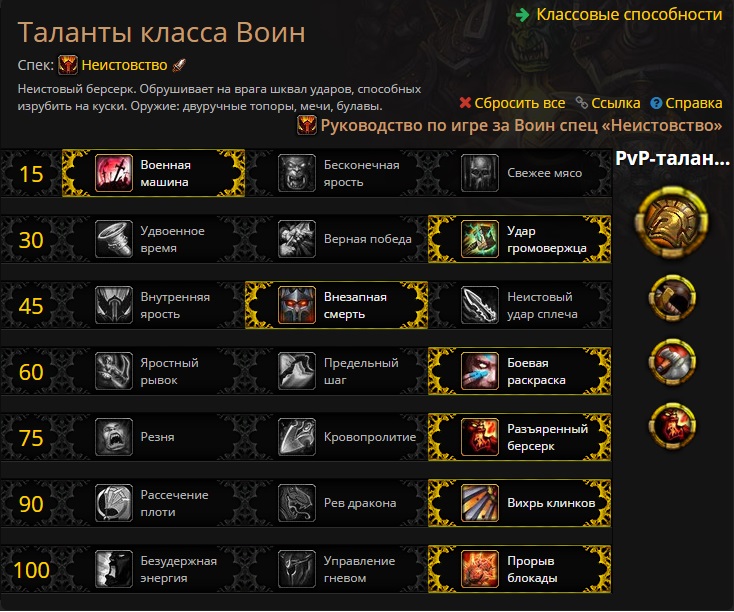 Классовые способности
Таланты класса Воин
Спек: Неистовство
Неистовый берсерк. Обрушивает на врага шквал ударов, способных
изрубить на куски. Оружие: двуручные топоры, мечи, булавы.
Сбросить все Ссылка Справка
Руководство по игре за Воин спец «Неистовство»
PvP-талан...
15
Военная
машина
Бесконечная
ярость
Свежее мясо
30
Удвоенное
время
Верная победа
Удар
громовержца
45
Внутренняя
ярость
Внезапная
смерть
Неистовый
удар сплеча
60
Яростный
рывок
Предельный
шаг
Боевая
раскраска
75
Резня
Кровопролитие
Разъяренный
берсерк
90
Рассечение
плоти
Рев дракона
Вихрь клинков
100
Безудержная
энергия
Управление
гневом
Прорыв
блокады